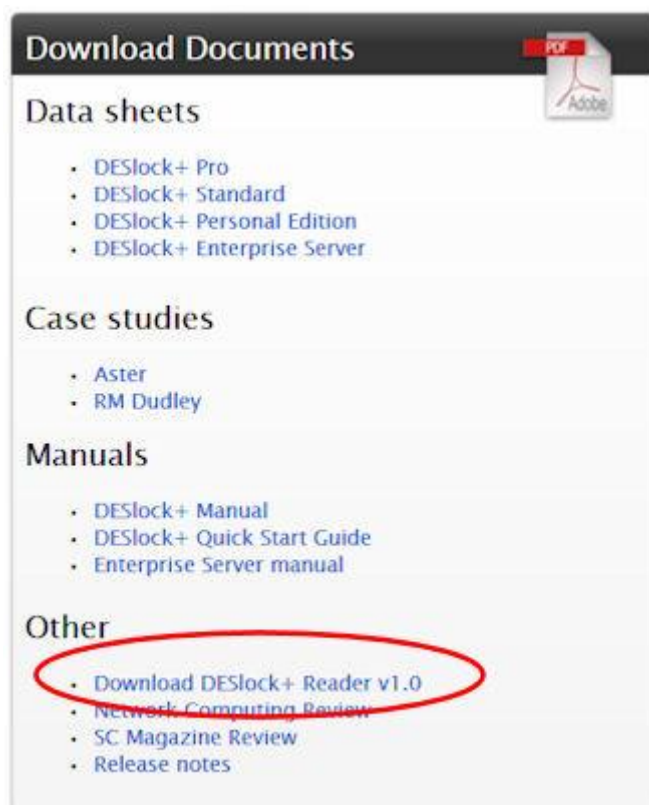 Download Documents
PDF
Adobe
Data sheets
DESlock+ Pro
DESlock+ Standard
DESlock+ Personal Edition
DESlock+ Enterprise Server
Case studies
Aster
RM Dudley
Manuals
DESlock+ Manual
DESlock+ Quick Start Guide
Enterprise Server manual
Other
Download DESlock+ Reader v1.0
Network Computing Review
SC Magazine Review
Release notes